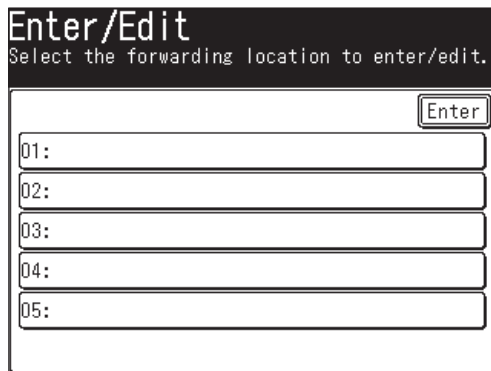 Enter/Edit
Select the forwarding location to enter/edit.
Enter
01:
02:
03:
04:
05: